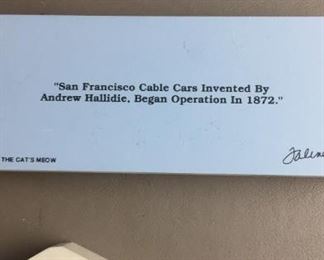 "San Francisco Cable Cars Invented By
Andrew Hallidie, Began Operation In 1872."
THE CAT'S MEOW